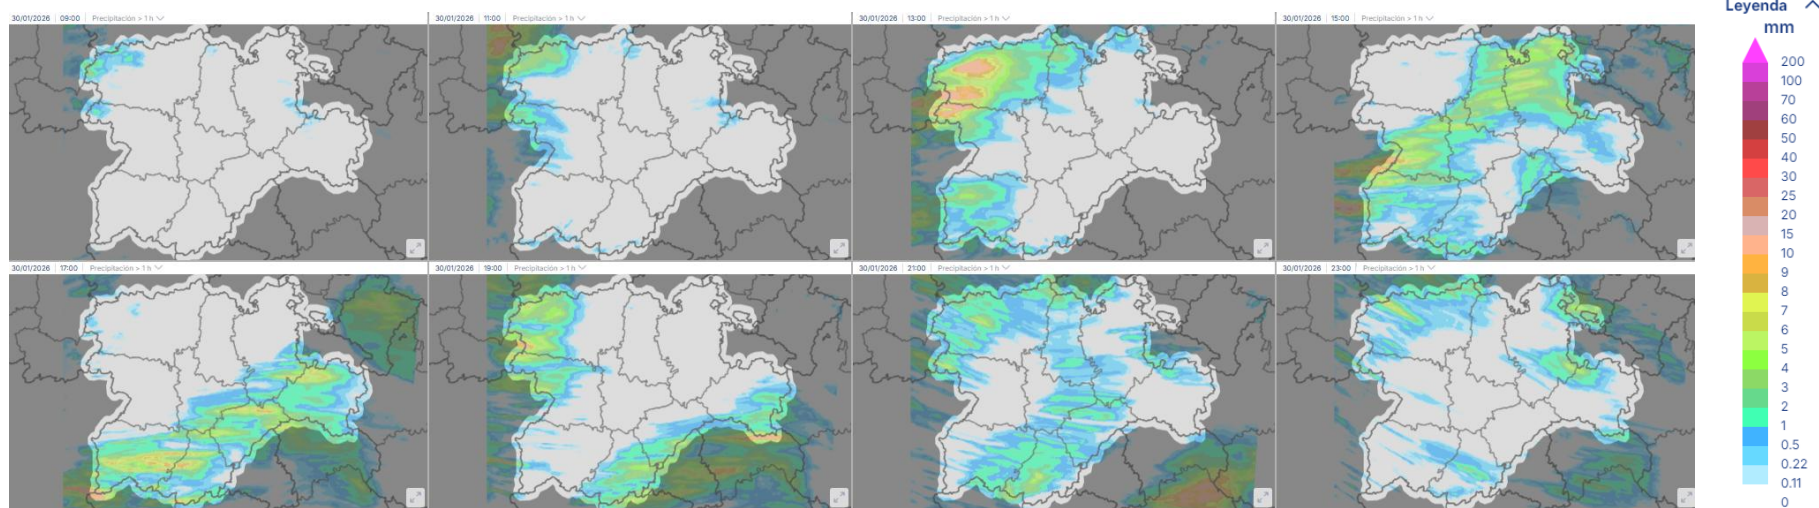 Leyenda
30/01/2026 09:00 Precipitación > 1 h
30/01/2026 11:00 Precipitación > 1 h
30/01/2026 13:00 Precipitación > 1 h
30/01/2026 15:00 Precipitación > 1 h
mm
200
100
70
60
50
40
30
25
20
15
10
9
8
7
6
5
4
3
2
1
0.5
0.22
0.11
0
30/01/2026 17:00 Precipitación > 1 h
30/01/2026 19:00 Precipitación > 1 h
30/01/2026 21:00 Precipitación > 1 h
30/01/2026 23:00 Precipitación > 1 h